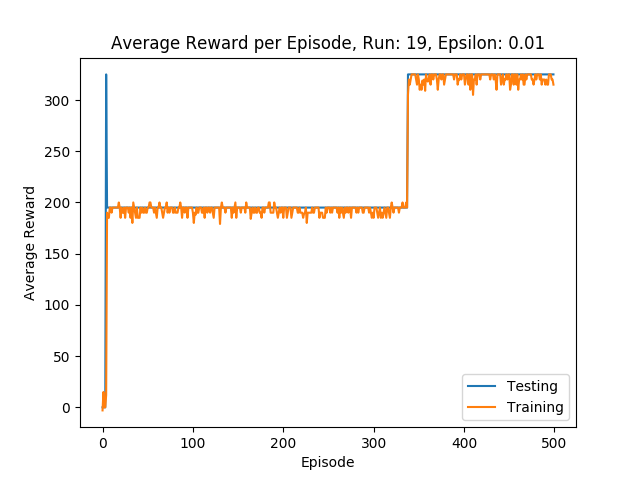 Average Reward per Episode, Run: 19, Epsilon: 0.01
Average Reward
300
250
200
150
100
50
0
0 100 200 300 400 500
Episode
Testing
Training